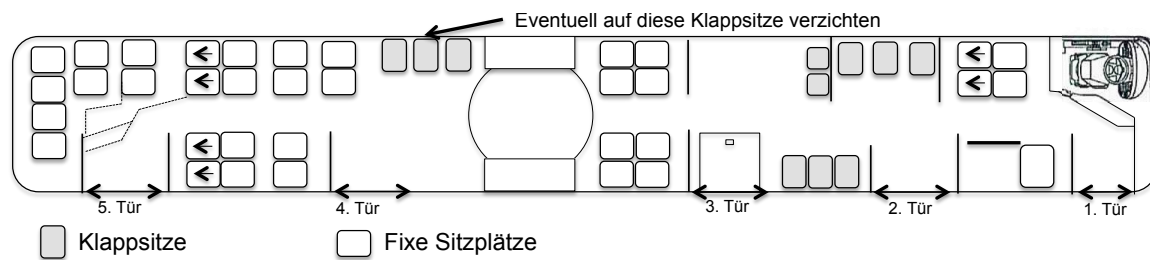 Eventuell auf diese Klappsitze verzichten
5. Tür
4. Tür
3. Tür
2. Tür
1. Tür
Klappsitze
Fixe Sitzplätze